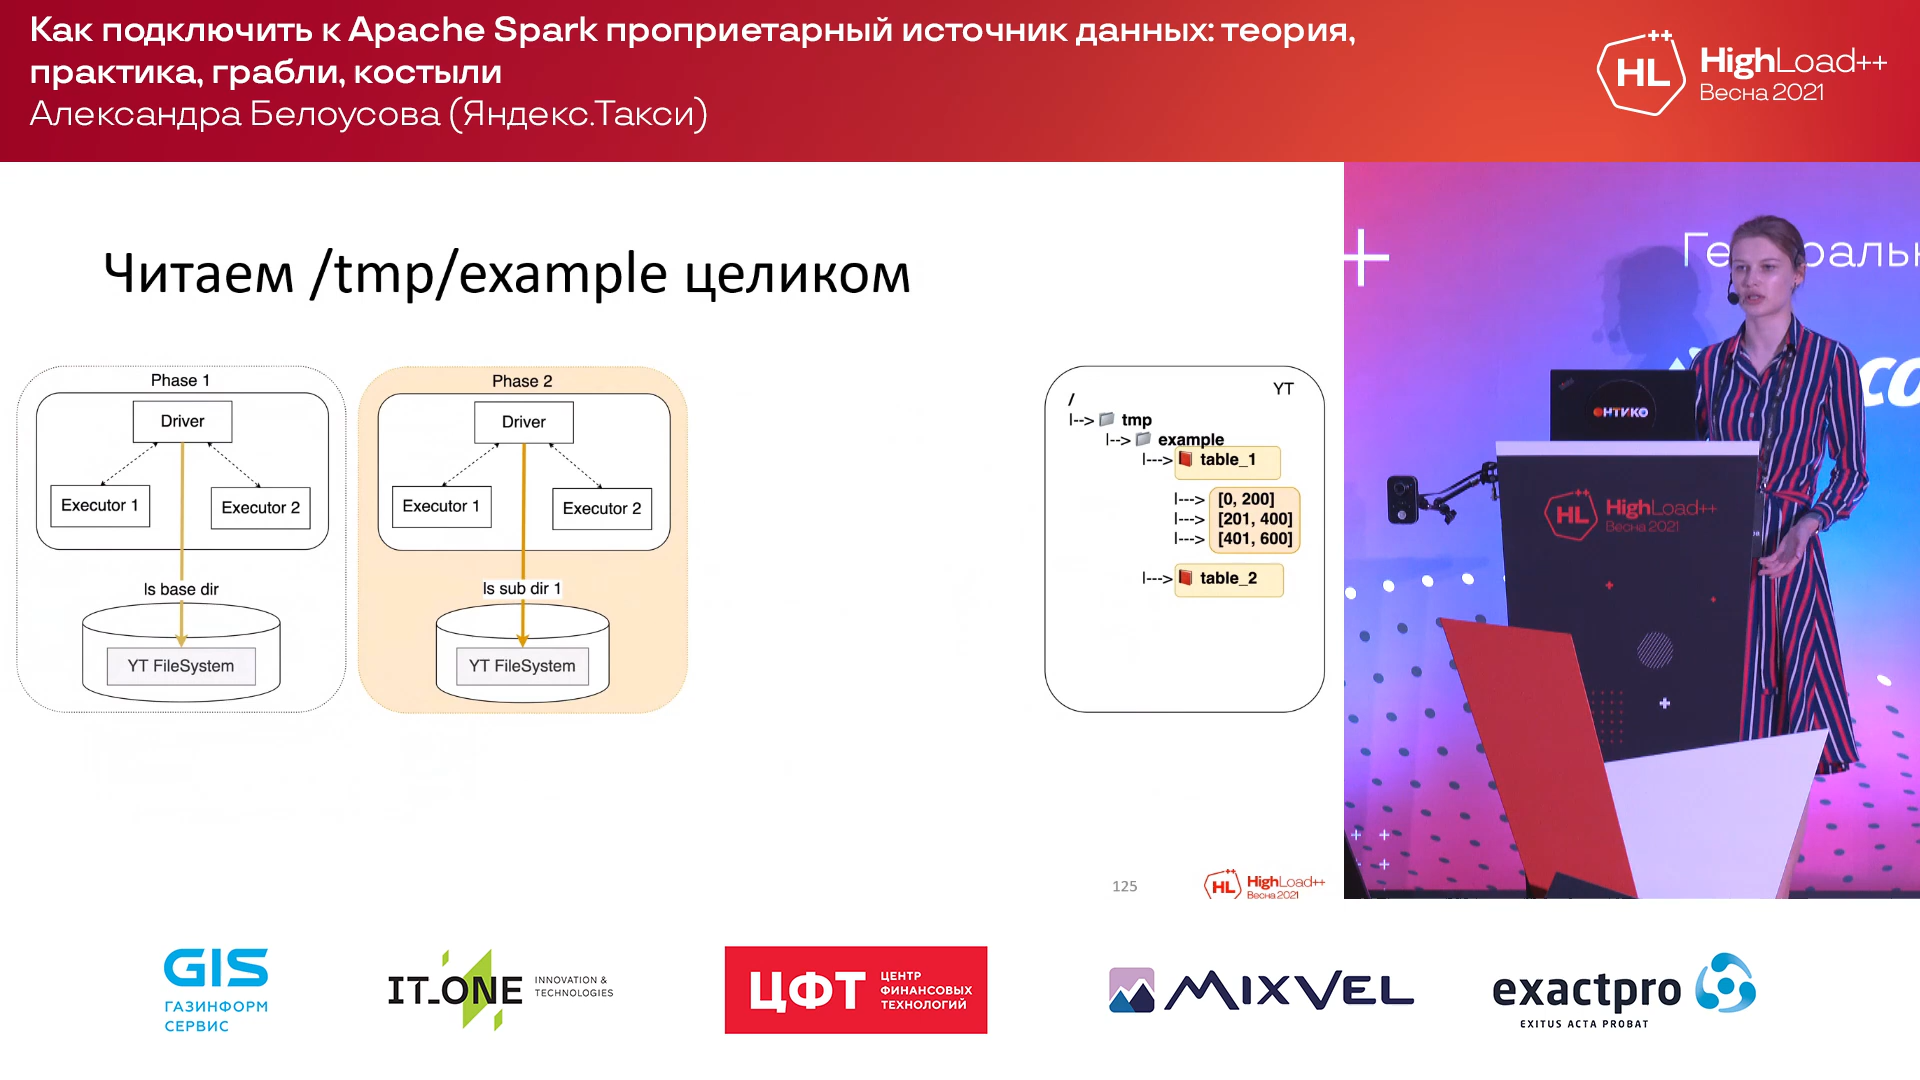 Как подключить к Apache Spark проприетарный источник данных: теория,
практика, грабли, костыли
Александра Белоусова (Яндекс.Такси)
HL
HighLoad++
Весна 2021
Читаем /tmp/example целиком
Phase 1
Driver
Executor 1
Executor 2
ls base dir
YT FileSystem
Phase 2
Driver
Executor 1
Executor 2
ls sub dir 1
YT FileSystem
YT
/
|--> tmp
|--> example
|---> table_1
|---> [0, 200]
|---> [201, 400]
|---> [401, 600]
|---> table_2
125
HL
HighLoad++
Весна 2021
ОНТИКО
HL
HighLoad++
Весна 2021
GIS
ГАЗИНФОРМ
СЕРВИС
IT_ONE
INNOVATION &
TECHNOLOGIES
ЦФТ
ЦЕНТР
ФИНАНСОВЫХ
ТЕХНОЛОГИЙ
MIXVEL
exactpro
EXITUS ACTA PROBAT